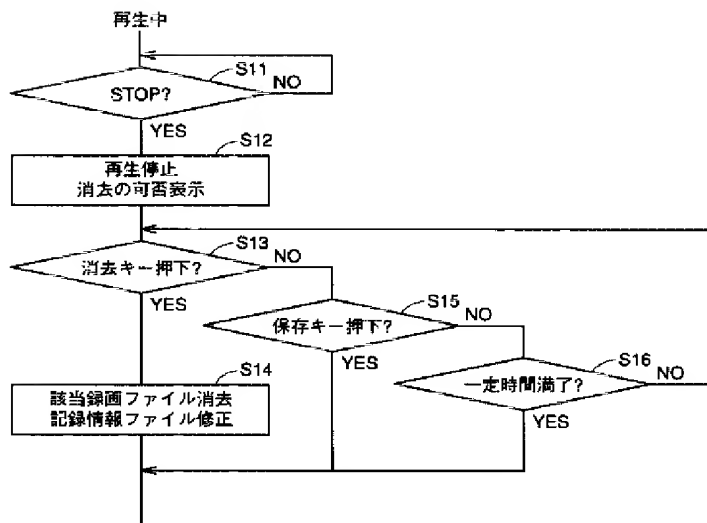 再生中
S11
STOP?
NO
YES
S12
再生停止
消去の可否表示
S13
消去キー押下?
NO
YES
S15
保存キー押下?
NO
YES
S14
該当録画ファイル消去
記録情報ファイル修正
S16
一定時間満了?
NO
YES